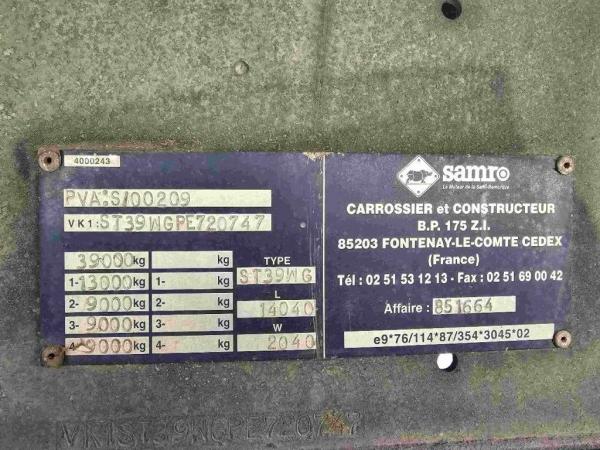 4000243
PVA: S/00209
VK1: ST39WGPE720747
39000 kg kg TYPE
1- 13000 kg 1- kg ST39WG
2- 9000 kg 2- kg L 14040
3- 9000 kg 3- kg W
4- 9000 kg 4- kg 2040
samro
Le Moteur de la Semi-Remorque
CARROSSIER et CONSTRUCTEUR
B.P. 175 Z.I.
85203 FONTENAY-LE-COMTE CEDEX
(France)
Tél : 02 51 53 12 13 - Fax : 02 51 69 00 42
Affaire : 851664
e9*76/114*87/354*3045*02
VK1ST39WGPE720747